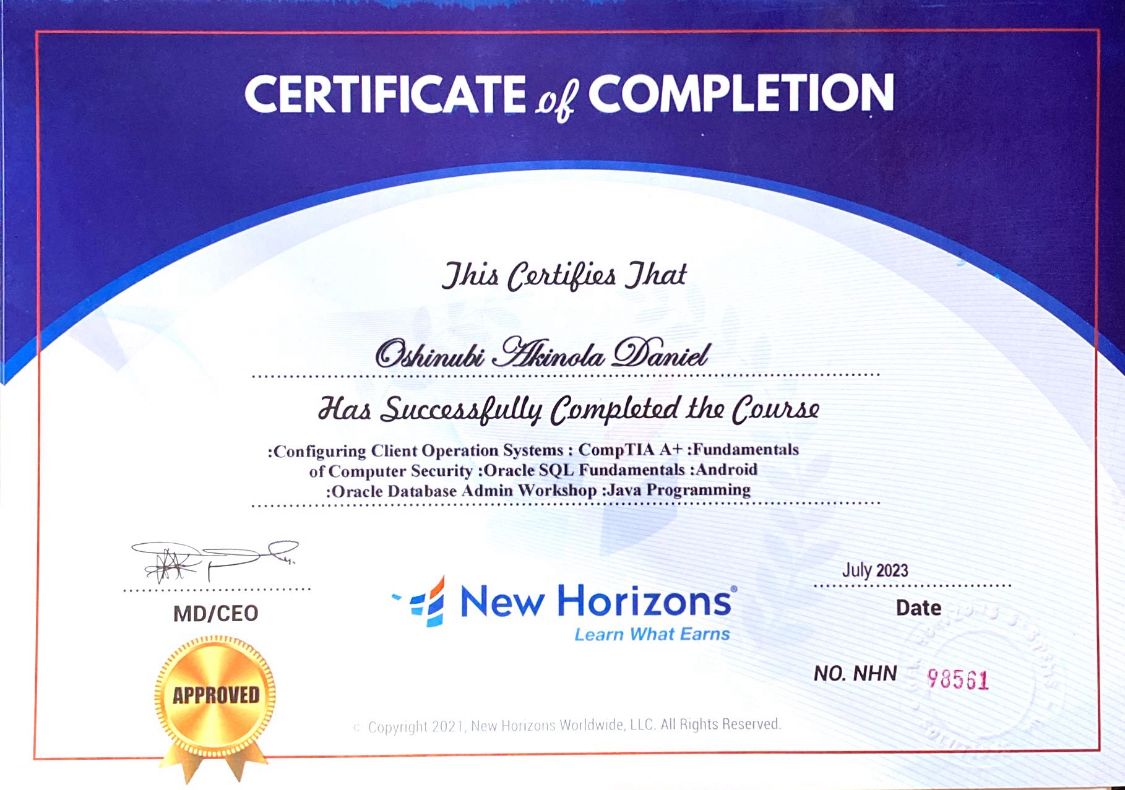 CERTIFICATE of COMPLETION
This Certifies That
Oshinubi Akinola Daniel
Has Successfully Completed the Course
:Configuring Client Operation Systems : CompTIA A+ :Fundamentals
of Computer Security :Oracle SQL Fundamentals :Android
:Oracle Database Admin Workshop :Java Programming
MD/CEO
APPROVED
New Horizons®
Learn What Earns
July 2023
Date
NO. NHN 98561
Copyright 2021, New Horizons Worldwide, LLC. All Rights Reserved.